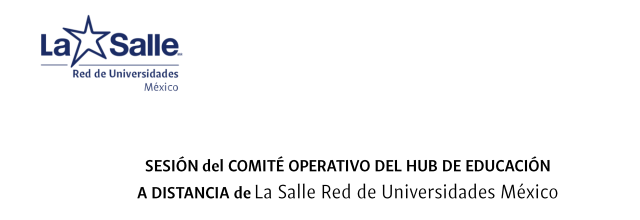 La Salle
Red de Universidades
México
SESIÓN del COMITÉ OPERATIVO DEL HUB DE EDUCACIÓN
A DISTANCIA de La Salle Red de Universidades México